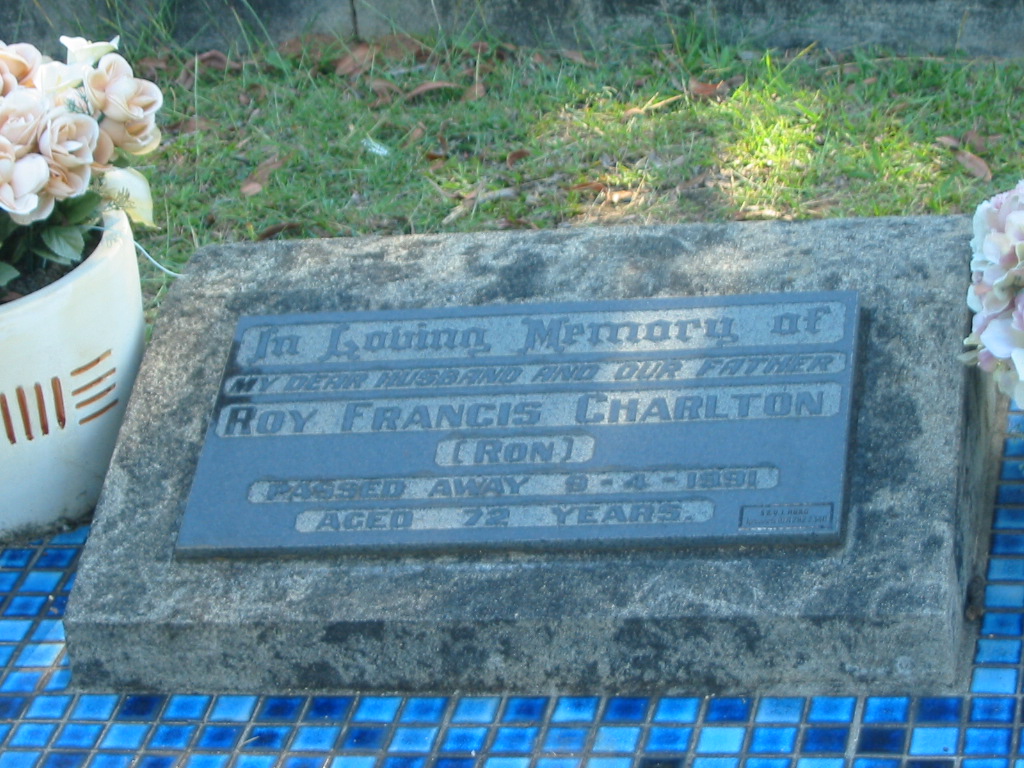 In Loving Memory of
MY DEAR HUSBAND AND OUR FATHER
ROY FRANCIS CHARLTON
(RON)
PASSED AWAY 8-4-1991
AGED 72 YEARS.